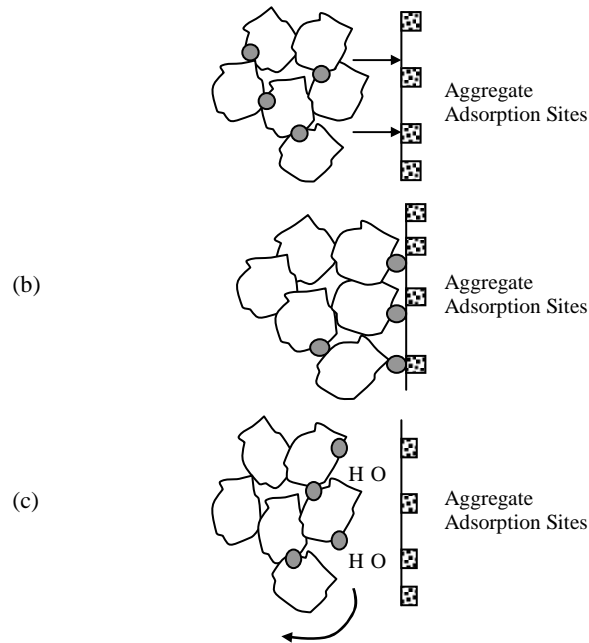 Aggregate
Adsorption Sites
(b)
Aggregate
Adsorption Sites
H O
(c)
Aggregate
Adsorption Sites
H O